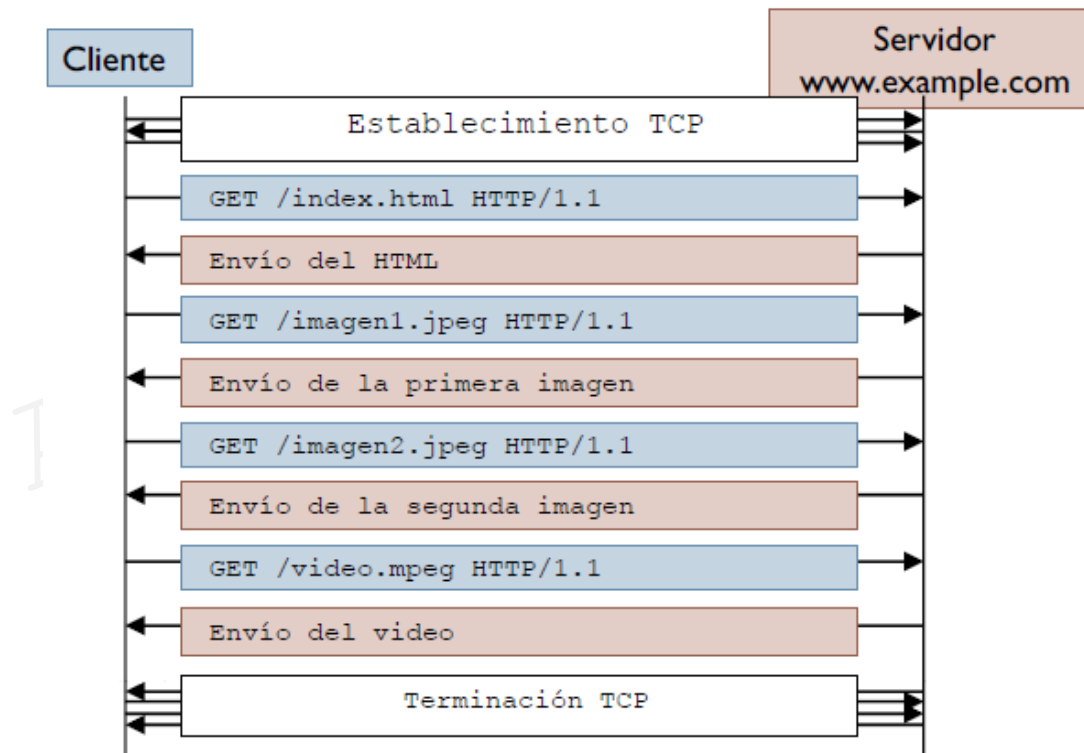 Cliente
Servidor
www.example.com
Establecimiento TCP
GET /index.html HTTP/1.1
Envío del HTML
GET /imagen1.jpeg HTTP/1.1
Envío de la primera imagen
GET /imagen2.jpeg HTTP/1.1
Envío de la segunda imagen
GET /video.mpeg HTTP/1.1
Envío del video
Terminación TCP